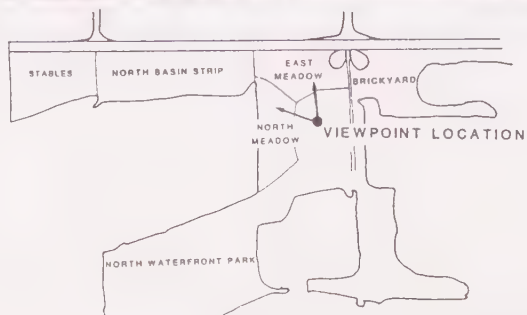 STABLES
NORTH BASIN STRIP
EAST
MEADOW
BRICKYARD
NORTH
MEADOW
VIEWPOINT LOCATION
NORTH WATERFRONT PARK